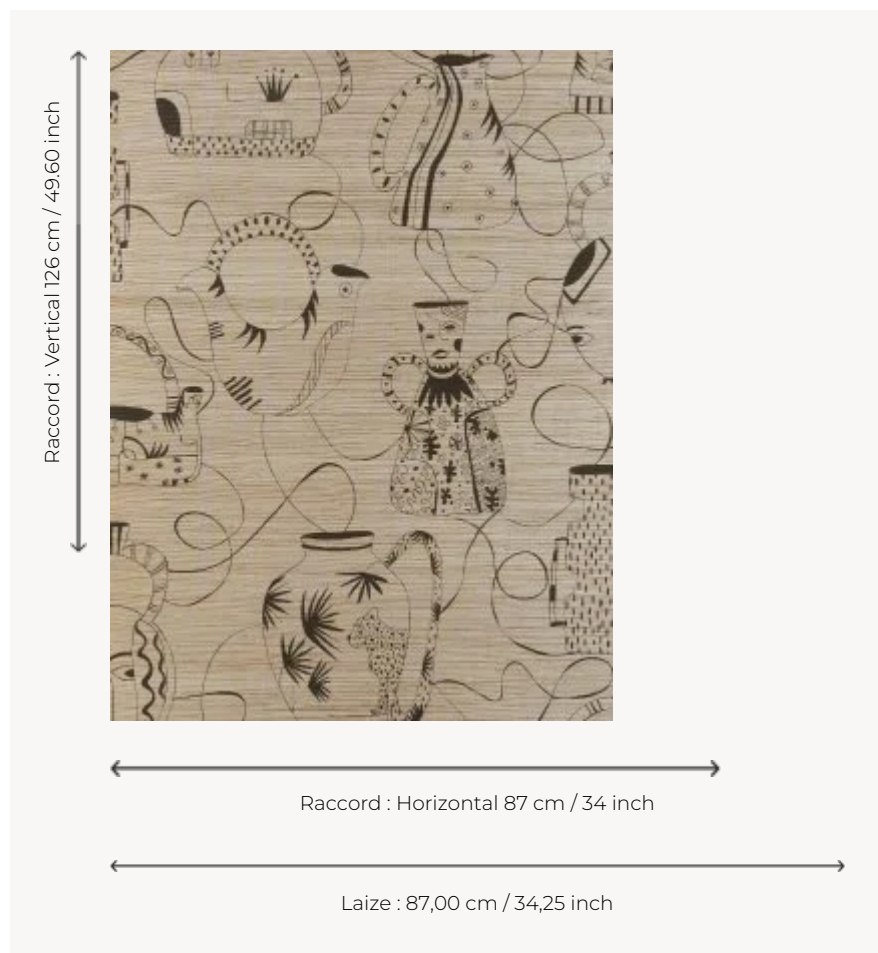 Raccord : Vertical 126 cm / 49.60 inch
Raccord : Horizontal 87 cm / 34 inch
Laize : 87,00 cm / 34,25 inch